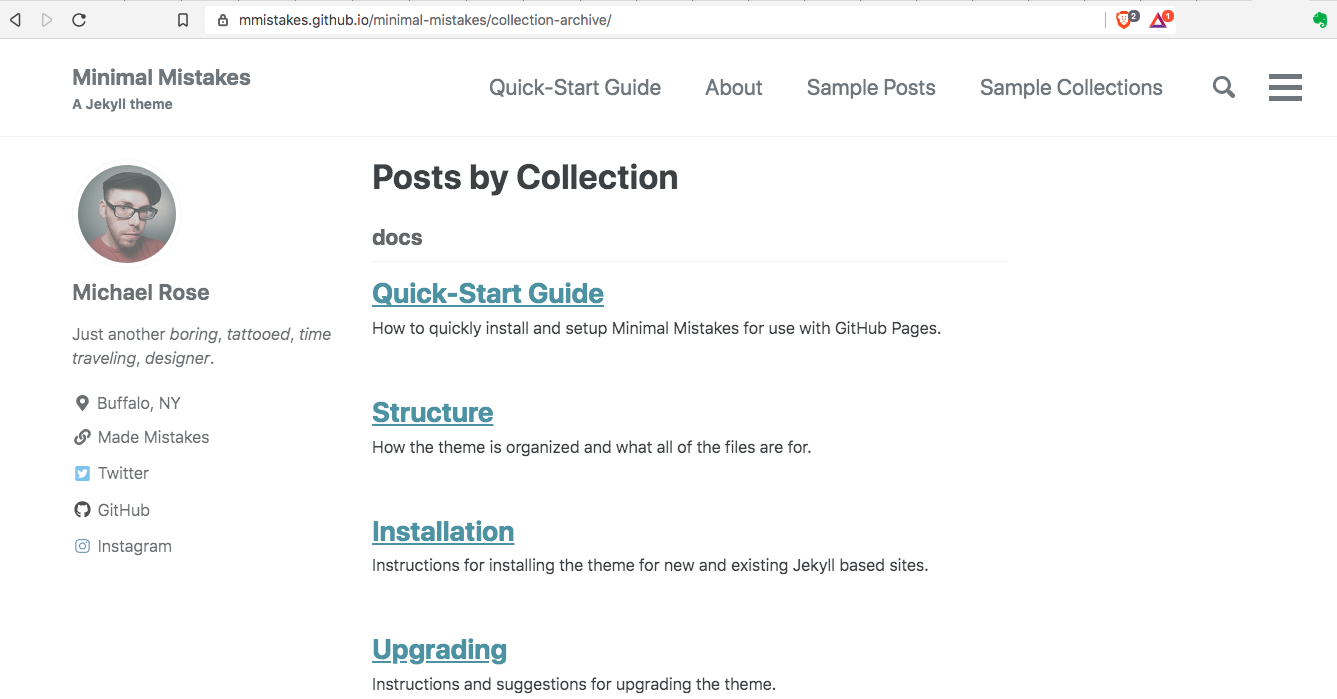 mmistakes.github.io/minimal-mistakes/collection-archive/
2
1
Minimal Mistakes
A Jekyll theme
Quick-Start Guide
About
Sample Posts
Sample Collections
Michael Rose
Just another boring, tattooed, time
traveling, designer.
Buffalo, NY
Made Mistakes
Twitter
GitHub
Instagram
Posts by Collection
docs
Quick-Start Guide
How to quickly install and setup Minimal Mistakes for use with GitHub Pages.
Structure
How the theme is organized and what all of the files are for.
Installation
Instructions for installing the theme for new and existing Jekyll based sites.
Upgrading
Instructions and suggestions for upgrading the theme.